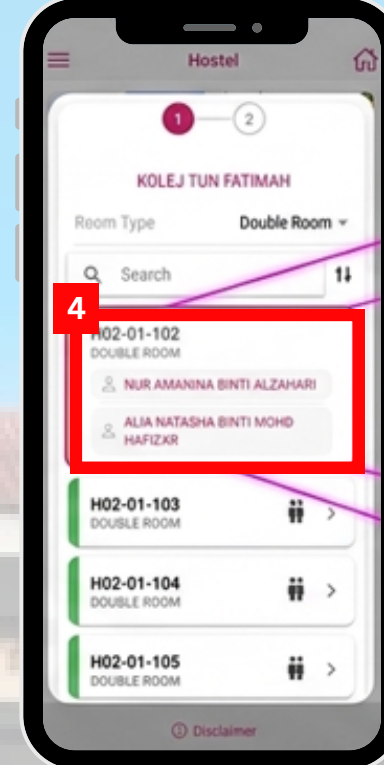 Hostel
1
2
KOLEJ TUN FATIMAH
Room Type Double Room
Search
4
H02-01-102
DOUBLE ROOM
NUR AMANINA BINTI ALZAHARI
ALIA NATASHA BINTI MOHD
HAFIZXR
H02-01-103
DOUBLE ROOM
H02-01-104
DOUBLE ROOM
H02-01-105
DOUBLE ROOM
Disclaimer